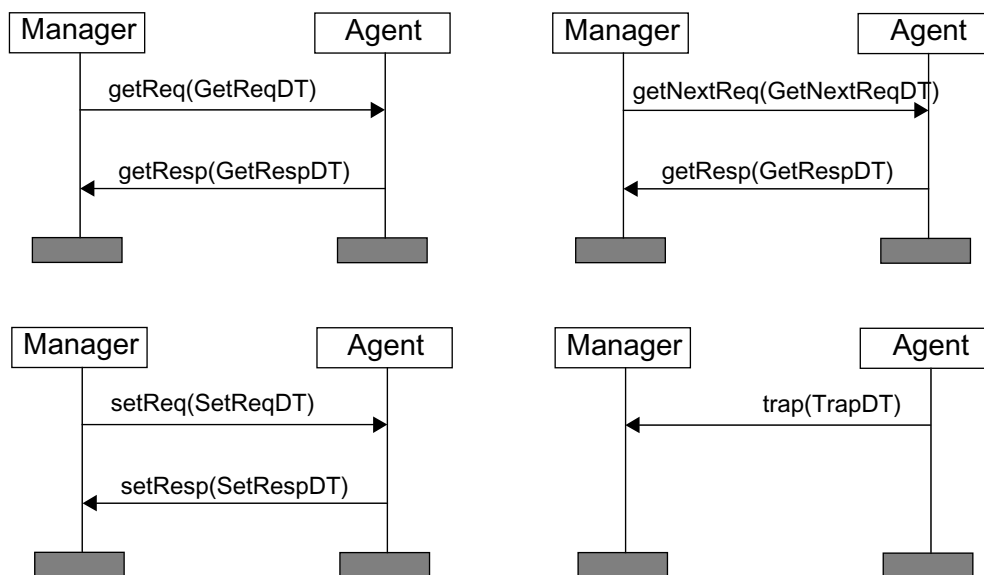 Manager
Agent
getReq(GetReqDT)
getResp(GetRespDT)
Manager
Agent
getNextReq(GetNextReqDT)
getResp(GetRespDT)
Manager
Agent
setReq(SetReqDT)
setResp(SetRespDT)
Manager
Agent
trap(TrapDT)